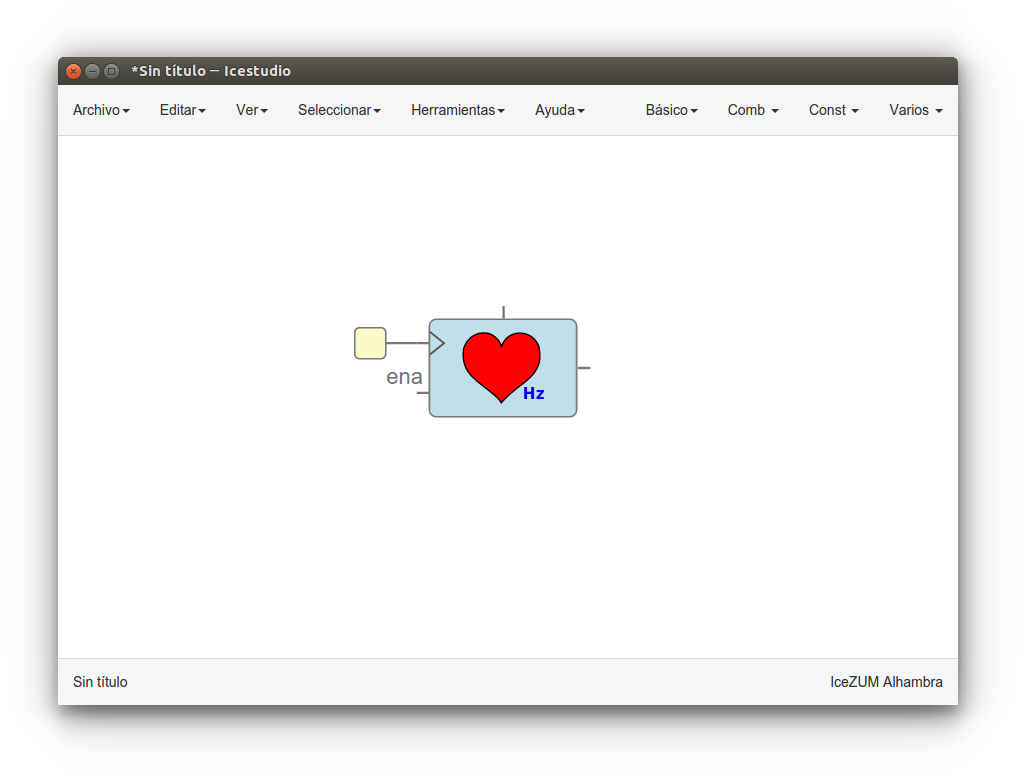 *Sin título — Icestudio
Archivo Editar Ver Seleccionar Herramientas Ayuda Básico Comb Const Varios
ena
Hz
Sin título IceZUM Alhambra